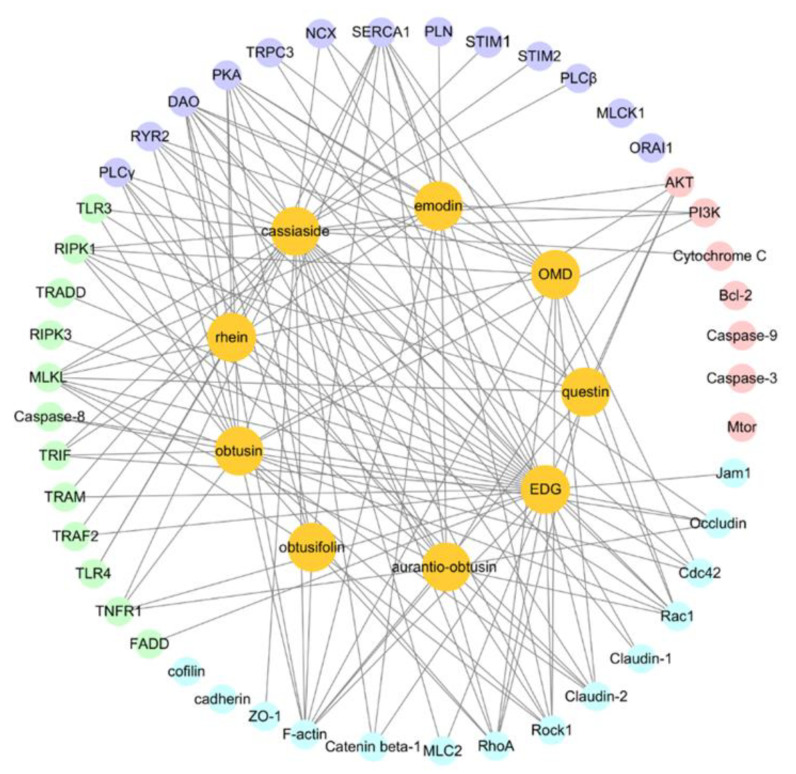 SERCA1
PLN
NCX
STIM1
TRPC3
STIM2
PKA
PLCβ
DAO
MLCK1
RYR2
ORAI1
PLCγ
AKT
TLR3
emodin
PI3K
cassiaside
RIPK1
Cytochrome C
OMD
TRADD
Bcl-2
RIPK3
rhein
Caspase-9
MLKL
Caspase-3
questin
Caspase-8
Mtor
TRIF
obtusin
Jam1
TRAM
EDG
Occludin
TRAF2
obtusifolin
aurantio-obtusin
TLR4
Cdc42
TNFR1
Rac1
FADD
Claudin-1
cofilin
cadherin
Claudin-2
ZO-1
F-actin
Rock1
Catenin beta-1
MLC2
RhoA